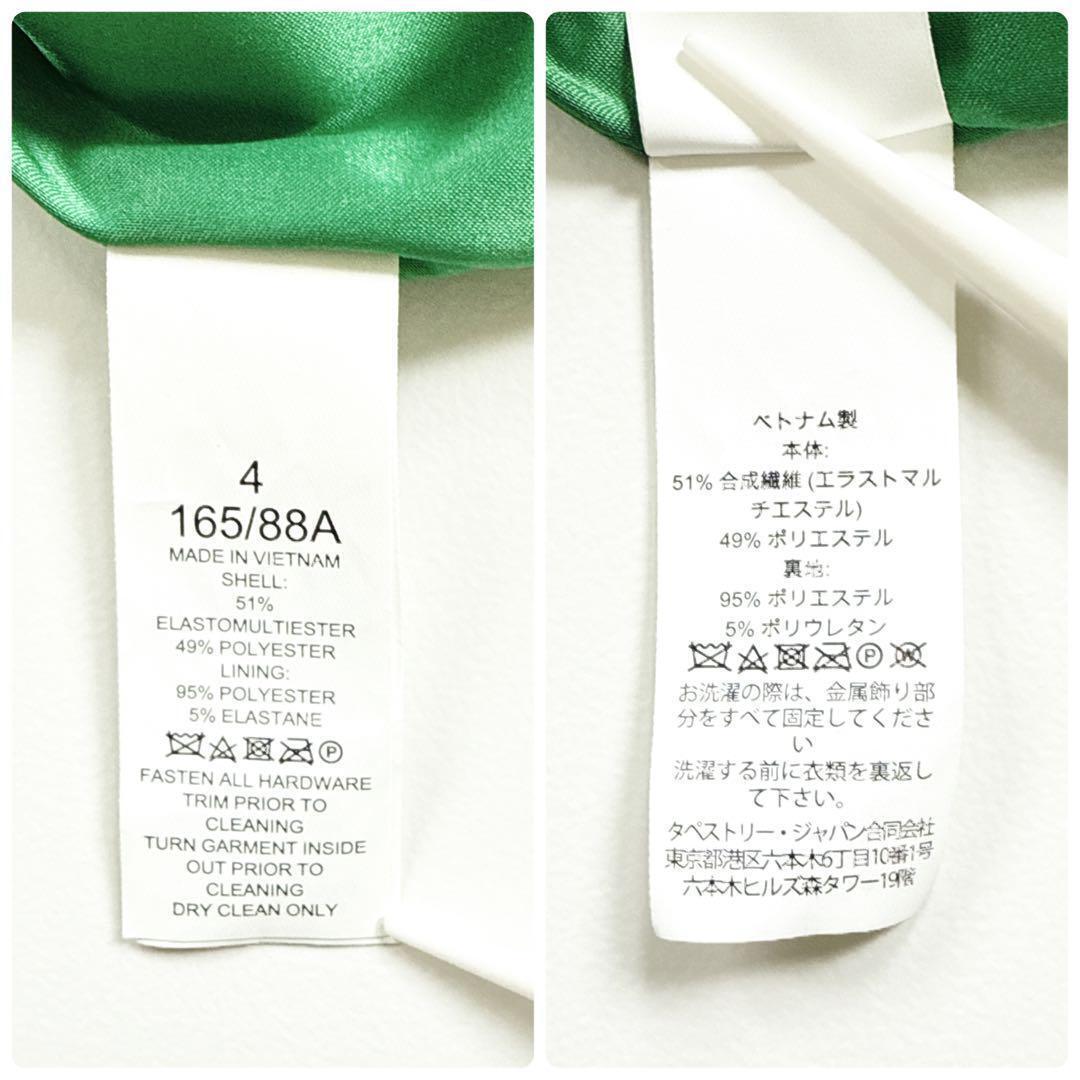 4
165/88A
MADE IN VIETNAM
SHELL:
51%
ELASTOMULTIESTER
49% POLYESTER
LINING:
95% POLYESTER
5% ELASTANE
P
FASTEN ALL HARDWARE
TRIM PRIOR TO
CLEANING
TURN GARMENT INSIDE
OUT PRIOR TO
CLEANING
DRY CLEAN ONLY
ベトナム製
本体:
51% 合成繊維 (エラストマル
チエステル)
49% ポリエステル
裏地:
95% ポリエステル
5% ポリウレタン
P W
お洗濯の際は、金属飾り部
分をすべて固定してくださ
い
洗濯する前に衣類を裏返し
て下さい。
タペストリー・ジャパン合同会社
東京都港区六本木6丁目10番1号
六本木ヒルズ森タワー19階